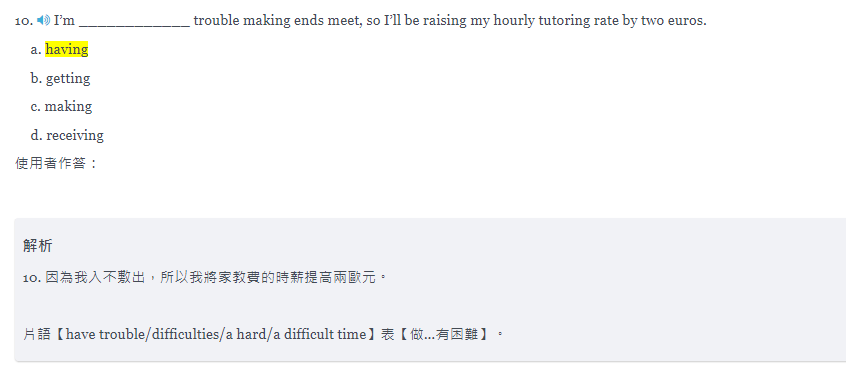 10. I’m ______________ trouble making ends meet, so I’ll be raising my hourly tutoring rate by two euros.
a. having
b. getting
c. making
d. receiving
使用者作答：
解析
10. 因為我入不敷出，所以我將家教費的時薪提高兩歐元。
片語【have trouble/difficulties/a hard/a difficult time】表【做...有困難】。